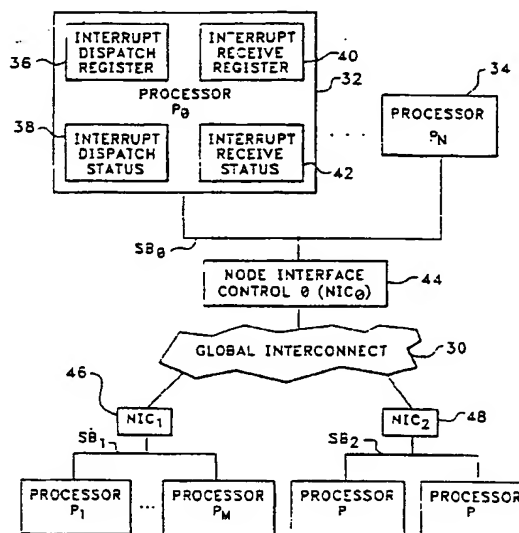 INTERRUPT DISPATCH REGISTER
36
INTERRUPT RECEIVE REGISTER
40
32
PROCESSOR P0
38
INTERRUPT DISPATCH STATUS
INTERRUPT RECEIVE STATUS
42
34
. . . .
PROCESSOR PN
SB0
NODE INTERFACE CONTROL 0 (NIC0)
44
GLOBAL INTERCONNECT
30
46
NIC1
NIC2
48
SB1
SB2
PROCESSOR P1
...
PROCESSOR PM
PROCESSOR P
PROCESSOR P